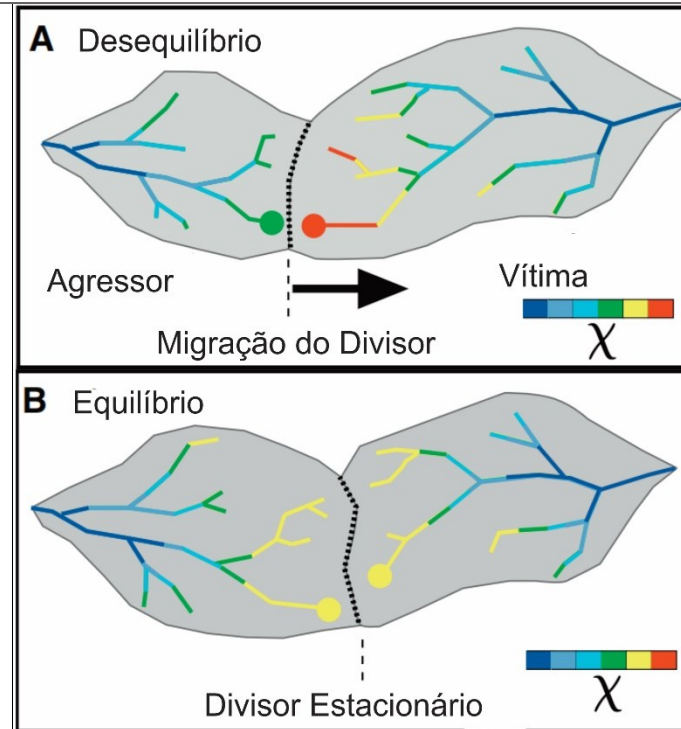 A Desequilíbrio
Agressor
Vítima
χ
Migração do Divisor
B Equilíbrio
χ
Divisor Estacionário